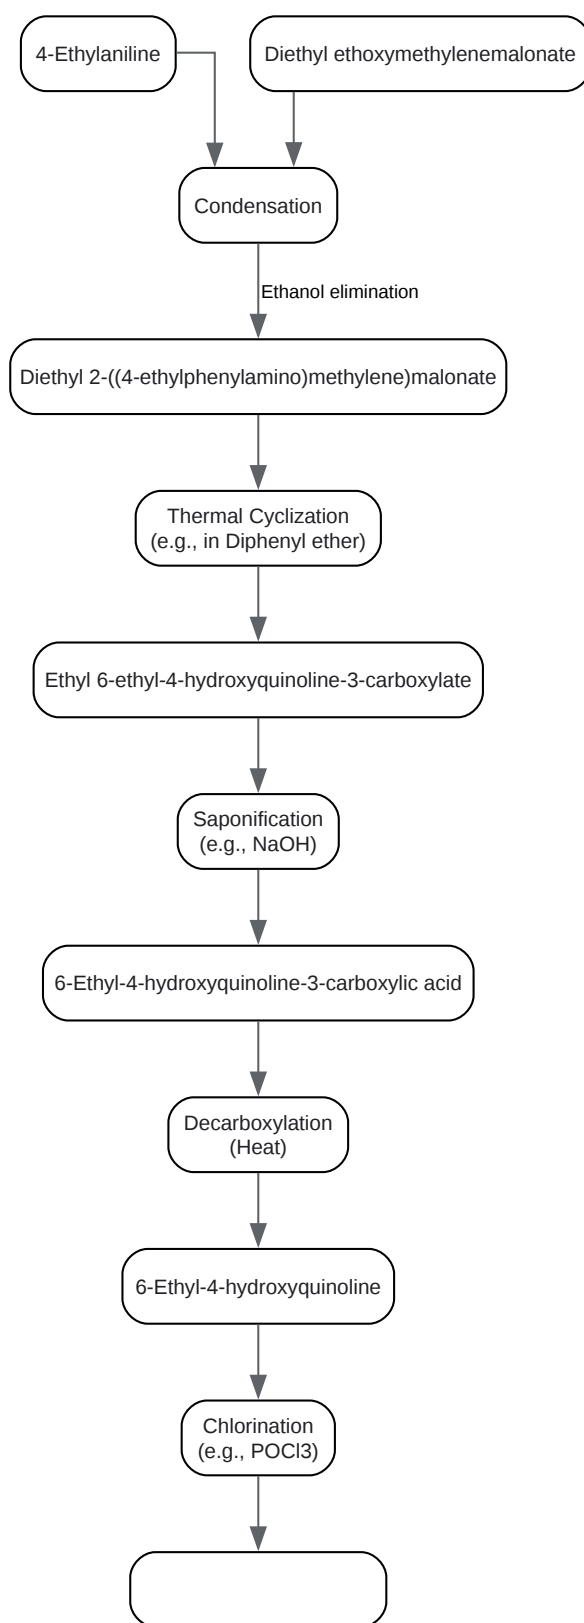 4-Ethylaniline
Diethyl ethoxymethylenemalonate
Condensation
Ethanol elimination
Diethyl 2-((4-ethylphenylamino)methylene)malonate
Thermal Cyclization
(e.g., in Diphenyl ether)
Ethyl 6-ethyl-4-hydroxyquinoline-3-carboxylate
Saponification
(e.g., NaOH)
6-Ethyl-4-hydroxyquinoline-3-carboxylic acid
Decarboxylation
(Heat)
6-Ethyl-4-hydroxyquinoline
Chlorination
(e.g., POCl3)